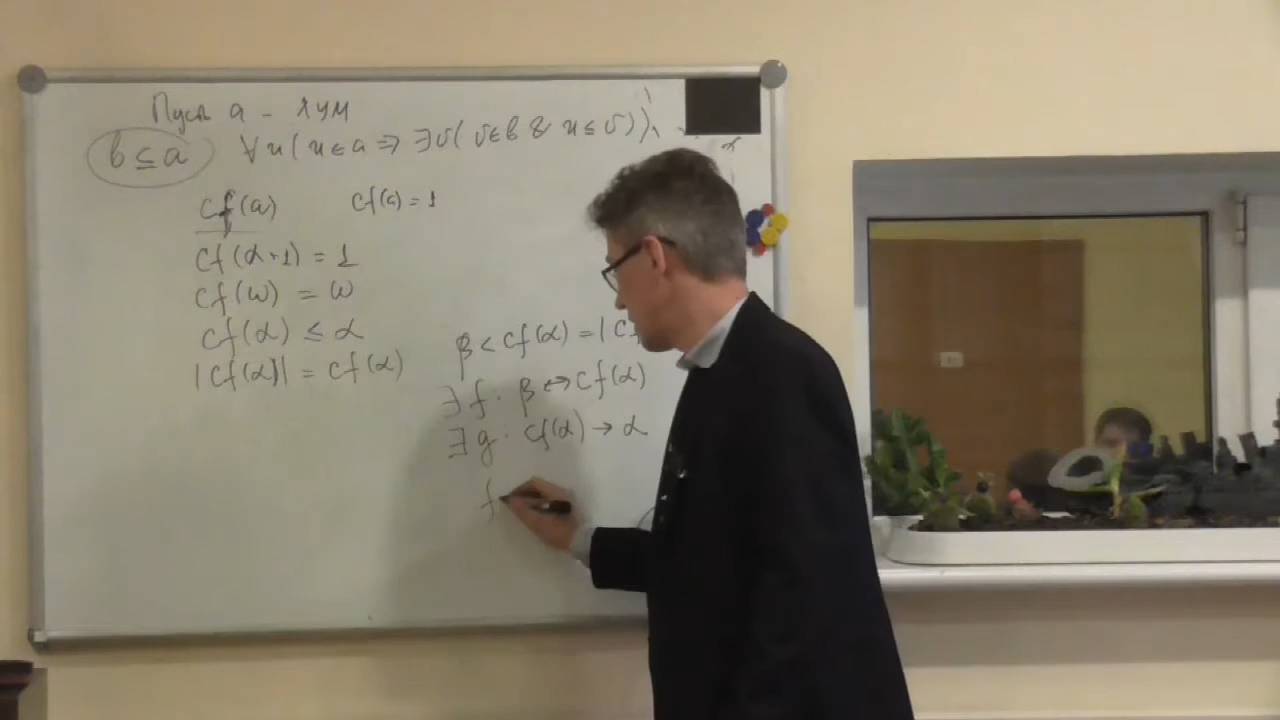 Пусть a - лум
b ⊆ a ∀u(u∈a ⇒ ∃v(v∈b & u≤v))
cf(a) cf(a) = 1
cf(α+1) = 1
cf(ω) = ω
cf(α) ≤ α
|cf(α)| = cf(α)
β < cf(α) = |cf
∃f: β ↔ cf(α)
∃g: cf(α) → α
f